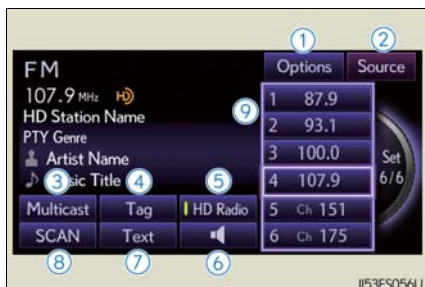 ① ②
Options Source
FM
107.9 MHz HD
HD Station Name
PTY Genre
Artist Name
Title
⑨
1 87.9
2 93.1
3 100.0
4 107.9
5 Ch 151
6 Ch 175
Set
6/6
③ ④ ⑤
Multicast Tag HD Radio
SCAN Text
⑧ ⑦ ⑥
II53FS056U